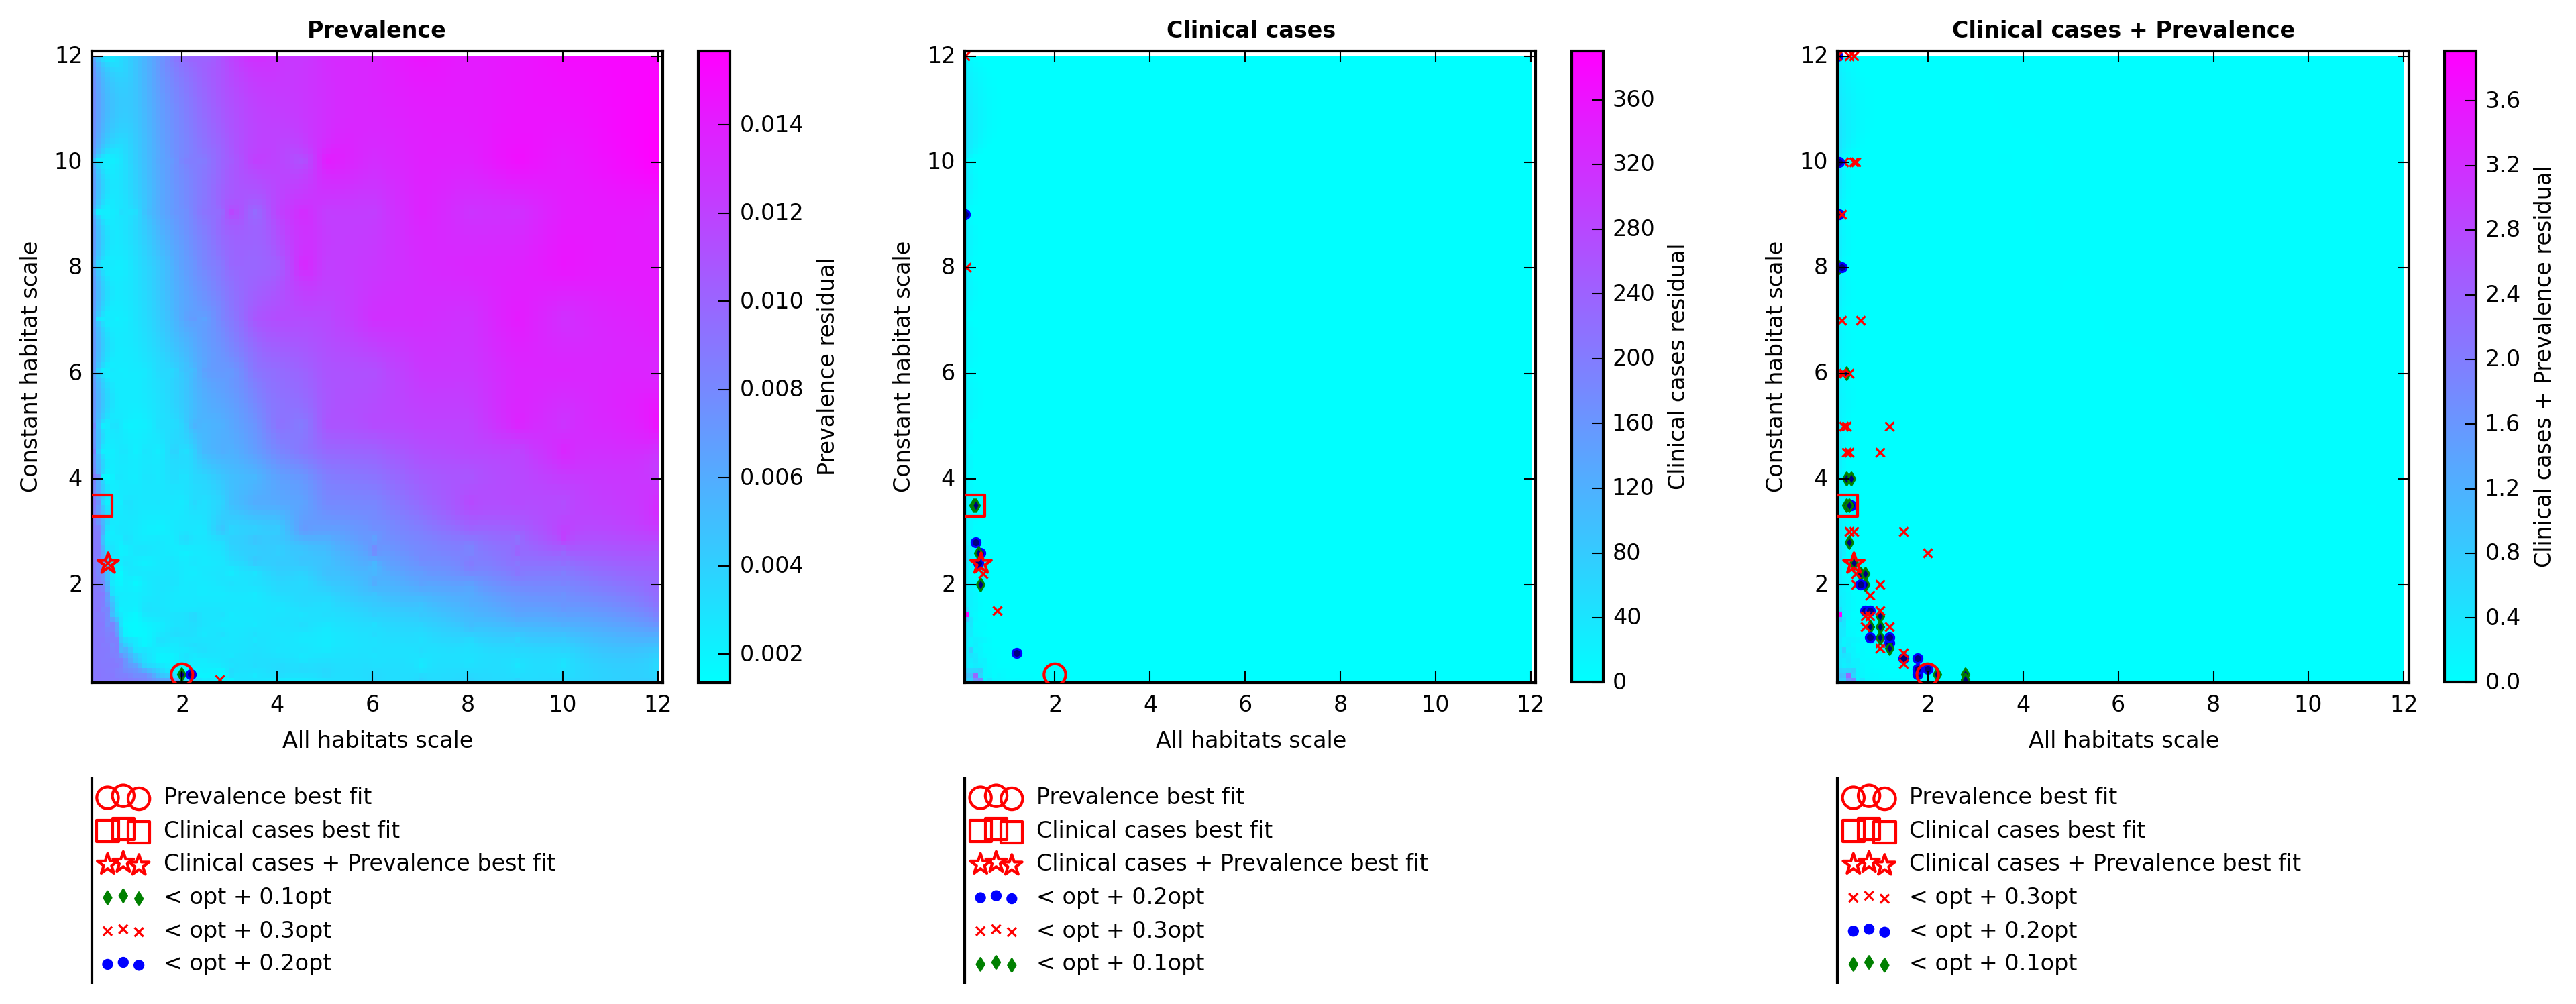 Prevalence
Constant habitat scale
12
10
8
6
4
2
2 4 6 8 10 12
All habitats scale
0.014
0.012
0.010
0.008
0.006
0.004
0.002
Prevalence residual
Prevalence best fit
Clinical cases best fit
Clinical cases + Prevalence best fit
< opt + 0.1opt
< opt + 0.3opt
< opt + 0.2opt
Clinical cases
Constant habitat scale
12
10
8
6
4
2
2 4 6 8 10 12
All habitats scale
360
320
280
240
200
160
120
80
40
0
Clinical cases residual
Prevalence best fit
Clinical cases best fit
Clinical cases + Prevalence best fit
< opt + 0.2opt
< opt + 0.3opt
< opt + 0.1opt
Clinical cases + Prevalence
Constant habitat scale
12
10
8
6
4
2
2 4 6 8 10 12
All habitats scale
3.6
3.2
2.8
2.4
2.0
1.6
1.2
0.8
0.4
0.0
Clinical cases + Prevalence residual
Prevalence best fit
Clinical cases best fit
Clinical cases + Prevalence best fit
< opt + 0.3opt
< opt + 0.2opt
< opt + 0.1opt